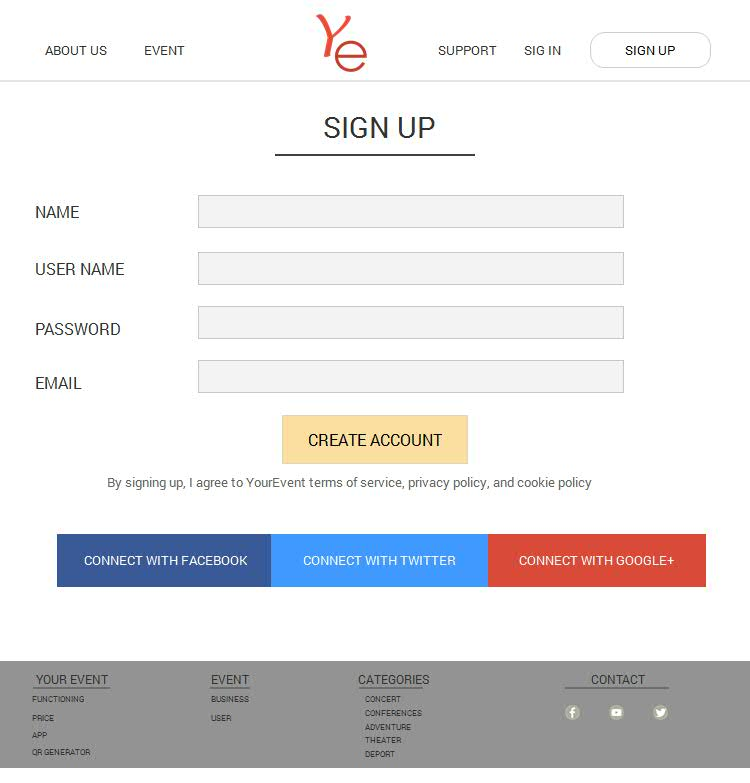 ABOUT US EVENT Ye SUPPORT SIG IN SIGN UP
SIGN UP
NAME
USER NAME
PASSWORD
EMAIL
CREATE ACCOUNT
By signing up, I agree to YourEvent terms of service, privacy policy, and cookie policy
CONNECT WITH FACEBOOK CONNECT WITH TWITTER CONNECT WITH GOOGLE+
YOUR EVENT
FUNCTIONING
PRICE
APP
QR GENERATOR
EVENT
BUSINESS
USER
CATEGORIES
CONCERT
CONFERENCES
ADVENTURE
THEATER
DEPORT
CONTACT